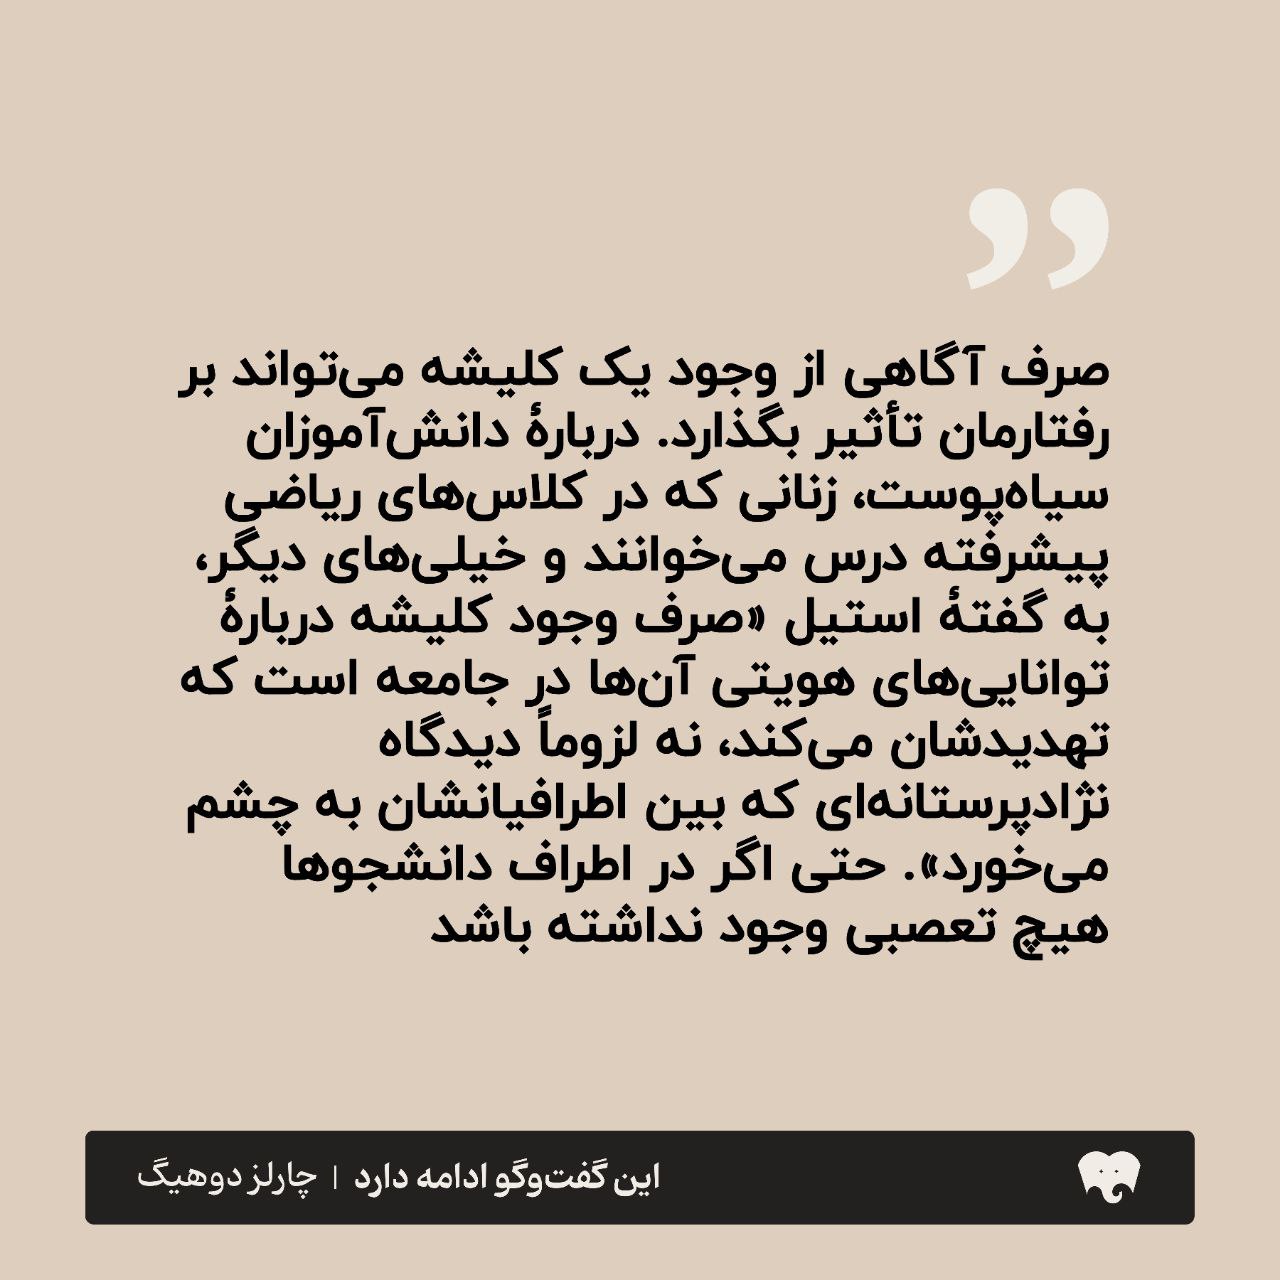 ”
صرف آگاهی از وجود یک کلیشه می‌تواند بر
رفتارمان تأثیر بگذارد. دربارهٔ دانش‌آموزان
سیاه‌پوست، زنانی که در کلاس‌های ریاضی
پیشرفته درس می‌خوانند و خیلی‌های دیگر،
به گفتهٔ استیل «صرف وجود کلیشه دربارهٔ
توانایی‌های هویتی آن‌ها در جامعه است که
تهدیدشان می‌کند، نه لزوماً دیدگاه
نژادپرستانه‌ای که بین اطرافیانشان به چشم
می‌خورد». حتی اگر در اطراف دانشجوها
هیچ تعصبی وجود نداشته باشد
این گفت‌وگو ادامه دارد | چارلز دوهیگ